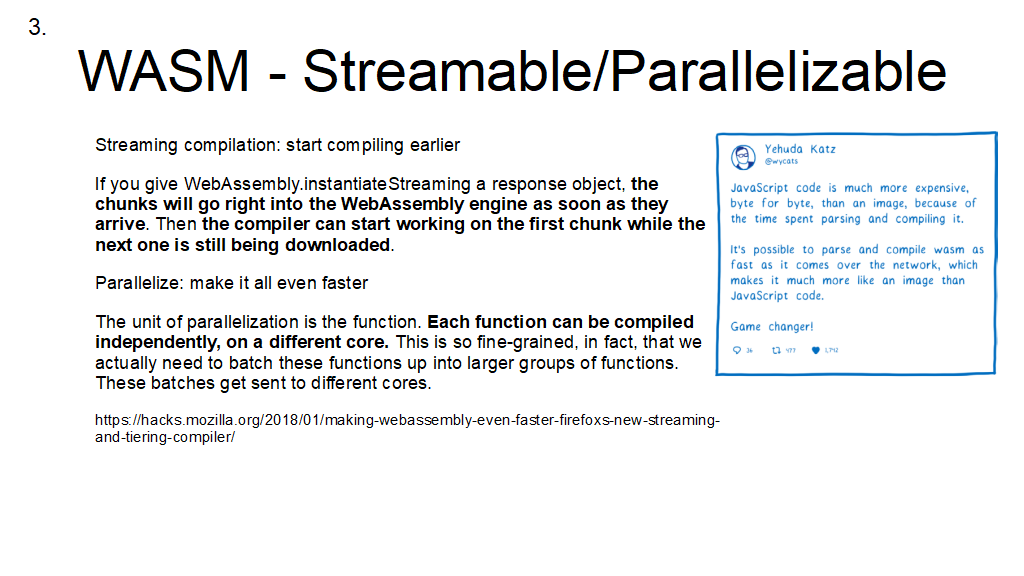 3.
WASM - Streamable/Parallelizable
Streaming compilation: start compiling earlier
If you give WebAssembly.instantiateStreaming a response object, the
chunks will go right into the WebAssembly engine as soon as they
arrive. Then the compiler can start working on the first chunk while the
next one is still being downloaded.
Parallelize: make it all even faster
The unit of parallelization is the function. Each function can be compiled
independently, on a different core. This is so fine-grained, in fact, that we
actually need to batch these functions up into larger groups of functions.
These batches get sent to different cores.
https://hacks.mozilla.org/2018/01/making-webassembly-even-faster-firefoxs-new-streaming-
and-tiering-compiler/
Yehuda Katz
@wycats
JavaScript code is much more expensive,
byte for byte, than an image, because of
the time spent parsing and compiling it.
It's possible to parse and compile wasm as
fast as it comes over the network, which
makes it much more like an image than
JavaScript code.
Game changer!